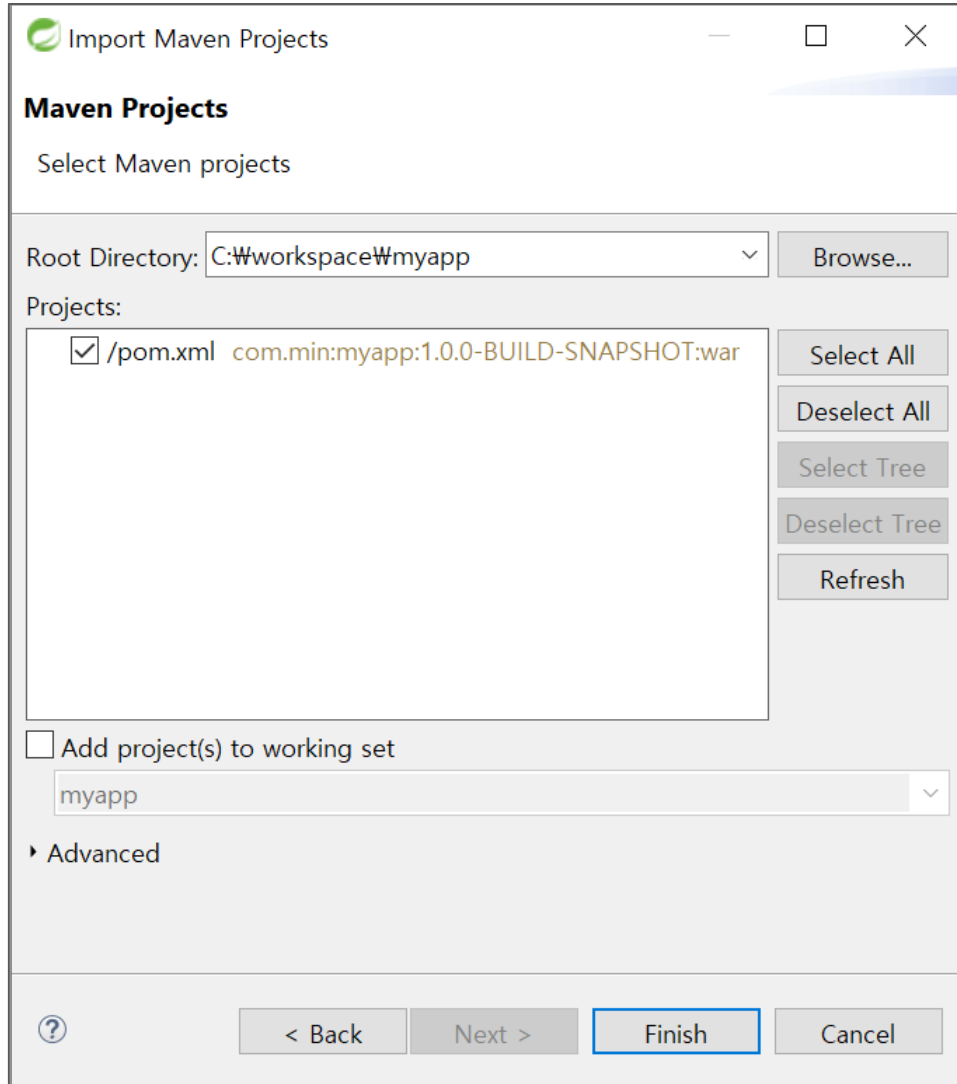 Import Maven Projects
Maven Projects
Select Maven projects
Root Directory: C:₩workspace₩myapp Browse...
Projects:
/pom.xml com.min:myapp:1.0.0-BUILD-SNAPSHOT:war
Select All
Deselect All
Select Tree
Deselect Tree
Refresh
Add project(s) to working set
myapp
Advanced
? < Back Next > Finish Cancel